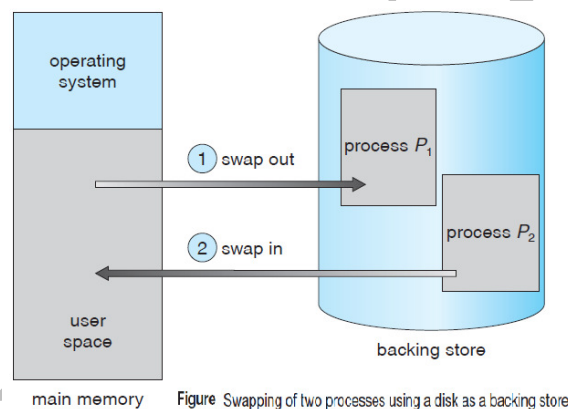 operating
system
1 swap out
process P1
2 swap in
process P2
user
space
backing store
main memory
Figure Swapping of two processes using a disk as a backing store